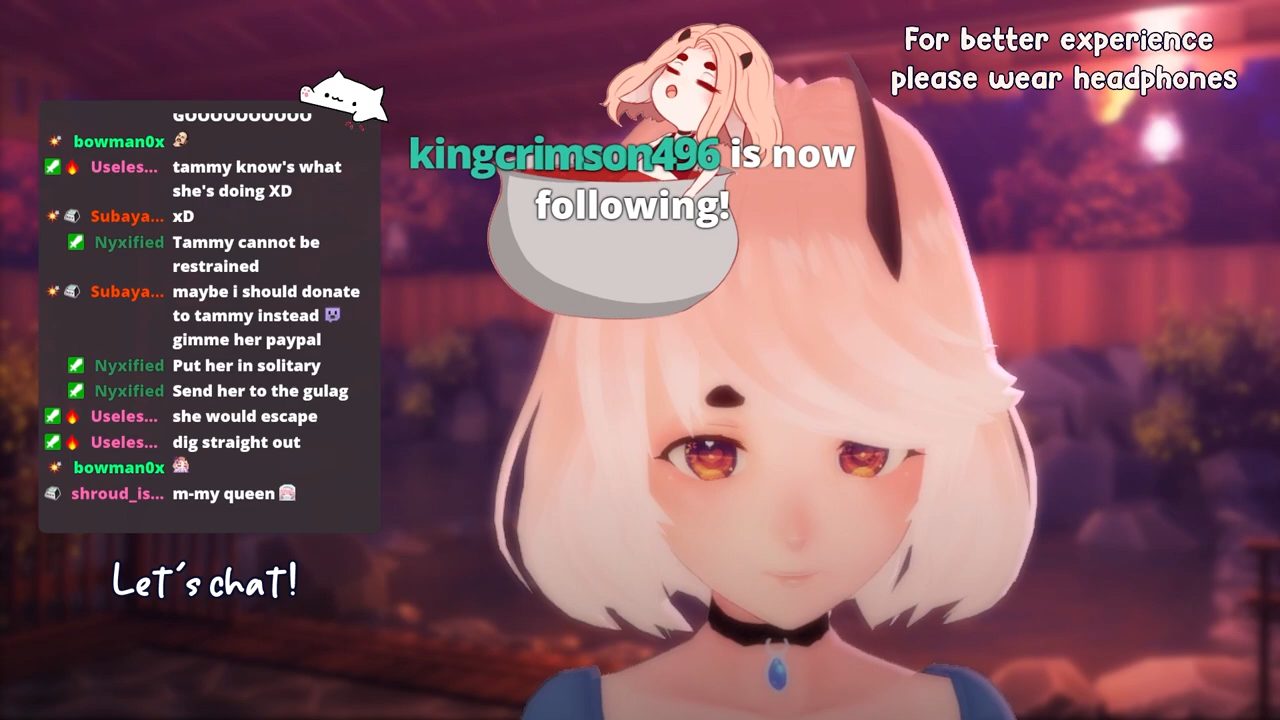 For better experience
please wear headphones
kingcrimson496 is now
following!
GUUUUUUUUUU
bowman0x
Useles... tammy know's what
she's doing XD
Subaya... xD
Nyxified Tammy cannot be
restrained
Subaya... maybe i should donate
to tammy instead
gimme her paypal
Nyxified Put her in solitary
Nyxified Send her to the gulag
Useles... she would escape
Useles... dig straight out
bowman0x
shroud_is... m-my queen
Let's chat!